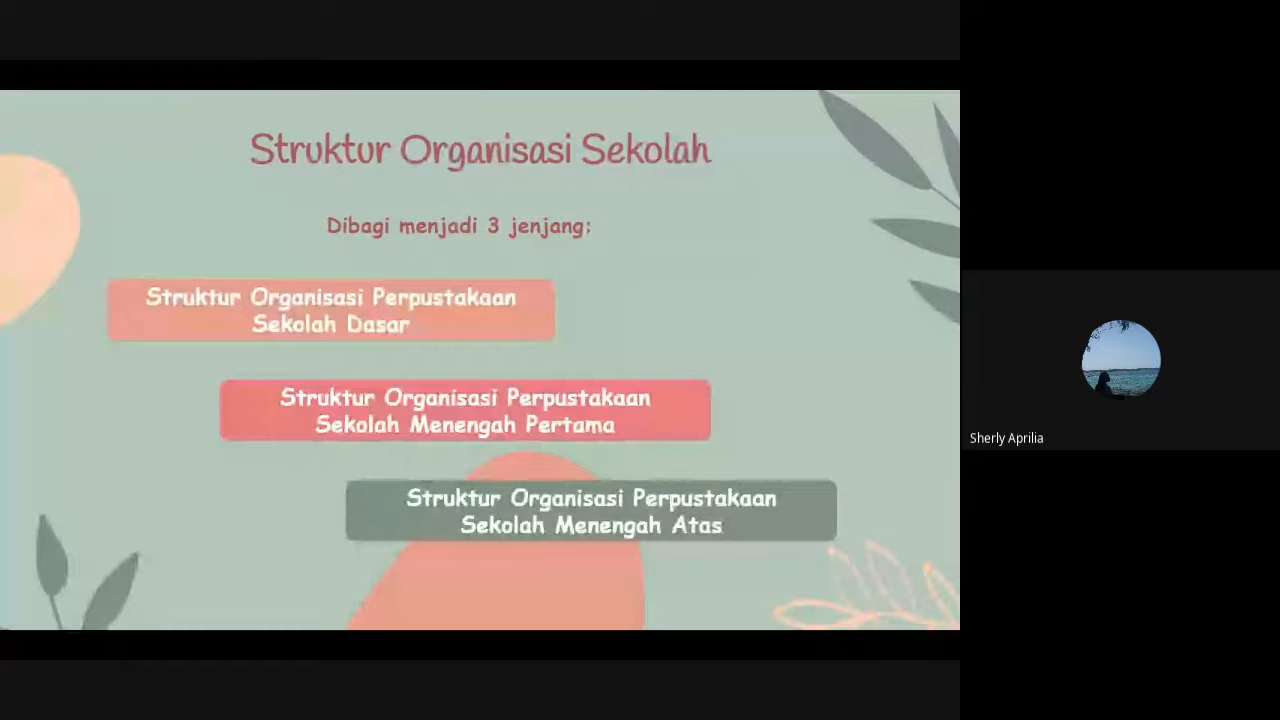 Struktur Organisasi Sekolah
Dibagi menjadi 3 jenjang:
Struktur Organisasi Perpustakaan
Sekolah Dasar
Struktur Organisasi Perpustakaan
Sekolah Menengah Pertama
Struktur Organisasi Perpustakaan
Sekolah Menengah Atas
Sherly Aprilia